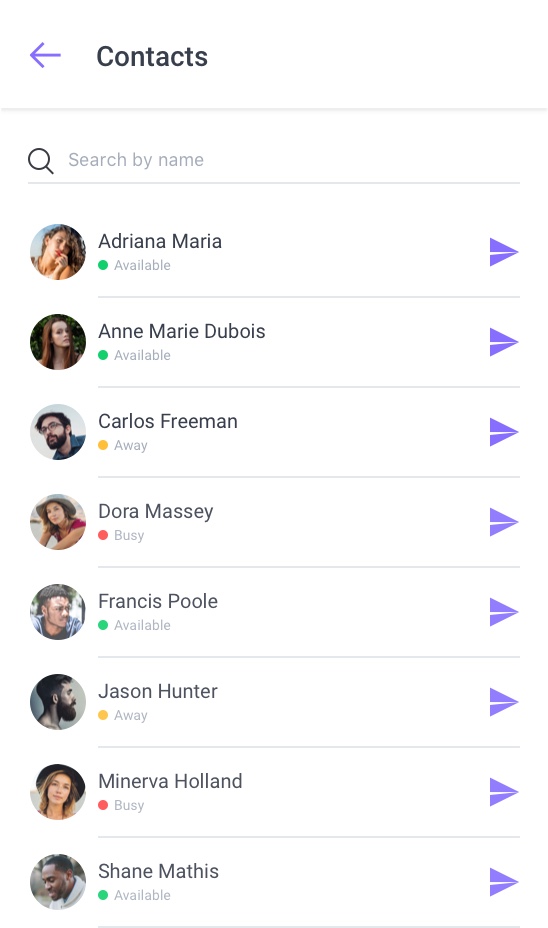 Contacts
Search by name
Adriana Maria
Available
Anne Marie Dubois
Available
Carlos Freeman
Away
Dora Massey
Busy
Francis Poole
Available
Jason Hunter
Away
Minerva Holland
Busy
Shane Mathis
Available